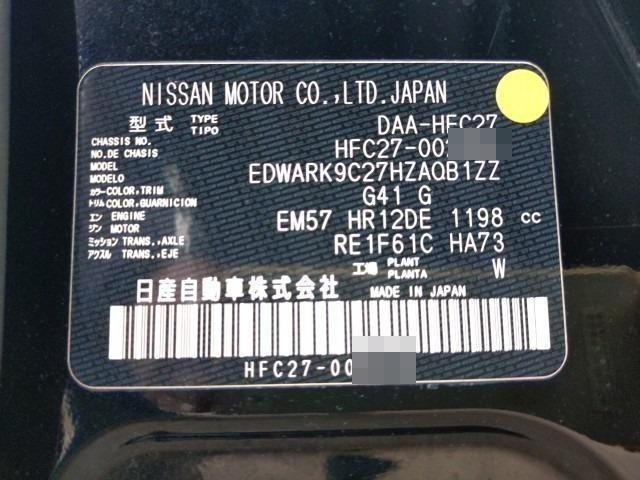 NISSAN MOTOR CO.,LTD.JAPAN
型式 TYPE TIPO DAA-HFC27
CHASSIS NO. NO.DE CHASIS HFC27-00
MODEL MODELO EDWARK9C27HZAQB1ZZ
カラー COLOR, TRIM トリム COLOR, GUARNICION G41 G
エン ENGINE ジン MOTOR EM57 HR12DE 1198 cc
ミッション TRANS.,AXLE アクスル TRANS.,EJE RE1F61C HA73
工場 PLANT PLANTA W
日産自動車株式会社 MADE IN JAPAN
HFC27-00